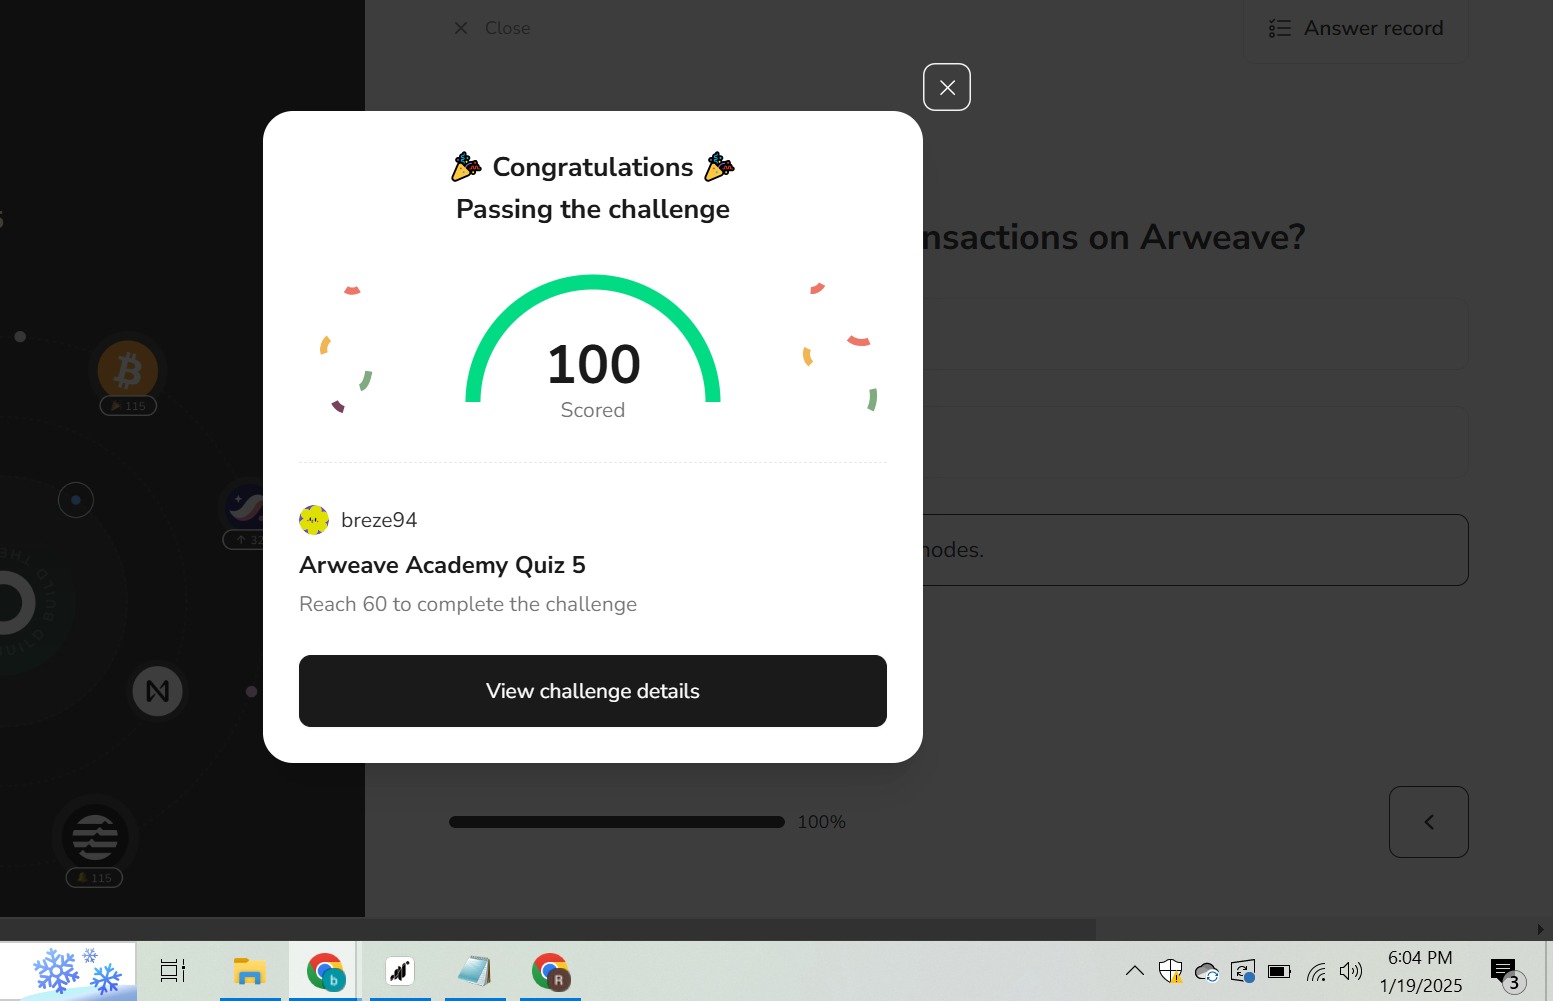 Close
Answer record
Congratulations
Passing the challenge
nsactions on Arweave?
100
Scored
115
32
breze94
nodes.
Arweave Academy Quiz 5
Reach 60 to complete the challenge
View challenge details
100%
115
6:04 PM
1/19/2025
3
b
R